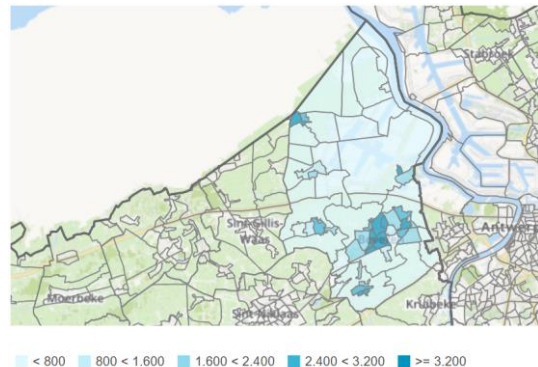 Stabroek
Antwerp
Sint-Gillis-
Waas
Moerbeke
Kruibeke
Sint-Niklaas
< 800
800 < 1.600
1.600 < 2.400
2.400 < 3.200
>= 3.200